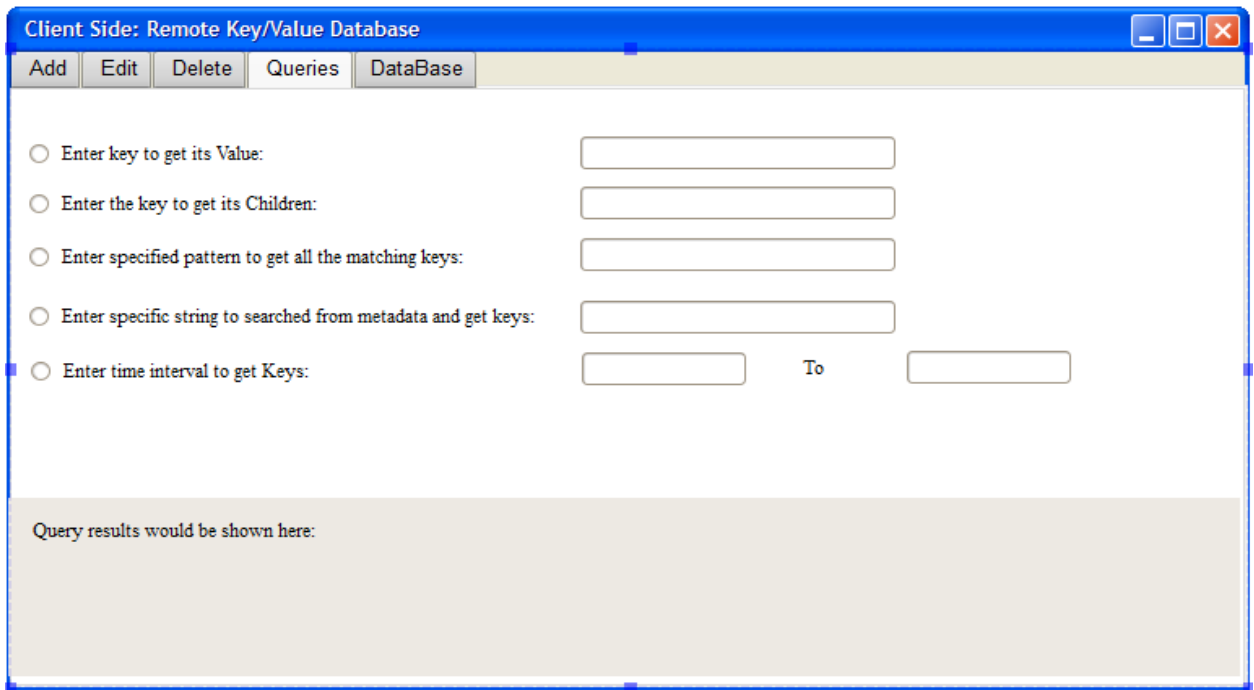 Client Side: Remote Key/Value Database
Add Edit Delete Queries DataBase
Enter key to get its Value:
Enter the key to get its Children:
Enter specified pattern to get all the matching keys:
Enter specific string to searched from metadata and get keys:
Enter time interval to get Keys: To
Query results would be shown here: